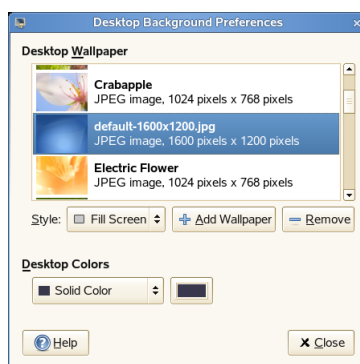 Desktop Background Preferences
Desktop Wallpaper
Crabapple
JPEG image, 1024 pixels x 768 pixels
default-1600x1200.jpg
JPEG image, 1600 pixels x 1200 pixels
Electric Flower
JPEG image, 1024 pixels x 768 pixels
Style: Fill Screen Add Wallpaper Remove
Desktop Colors
Solid Color
Help Close